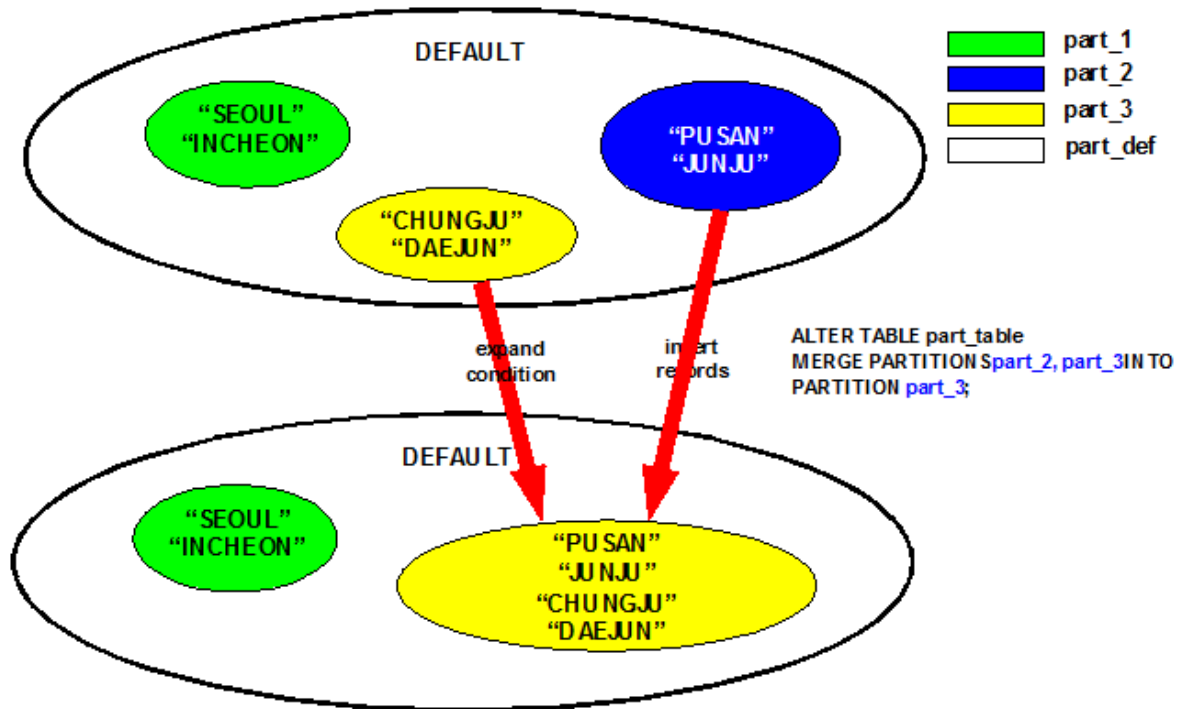 DEFAULT
“SEOUL”
“INCHEON”
“PUSAN”
“JUNJU”
“CHUNGJU”
“DAEJUN”
part_1
part_2
part_3
part_def
expand
condition
insert
records
ALTER TABLE part_table
MERGE PARTITIONS part_2, part_3 INTO
PARTITION part_3;
DEFAULT
“SEOUL”
“INCHEON”
“PUSAN”
“JUNJU”
“CHUNGJU”
“DAEJUN”